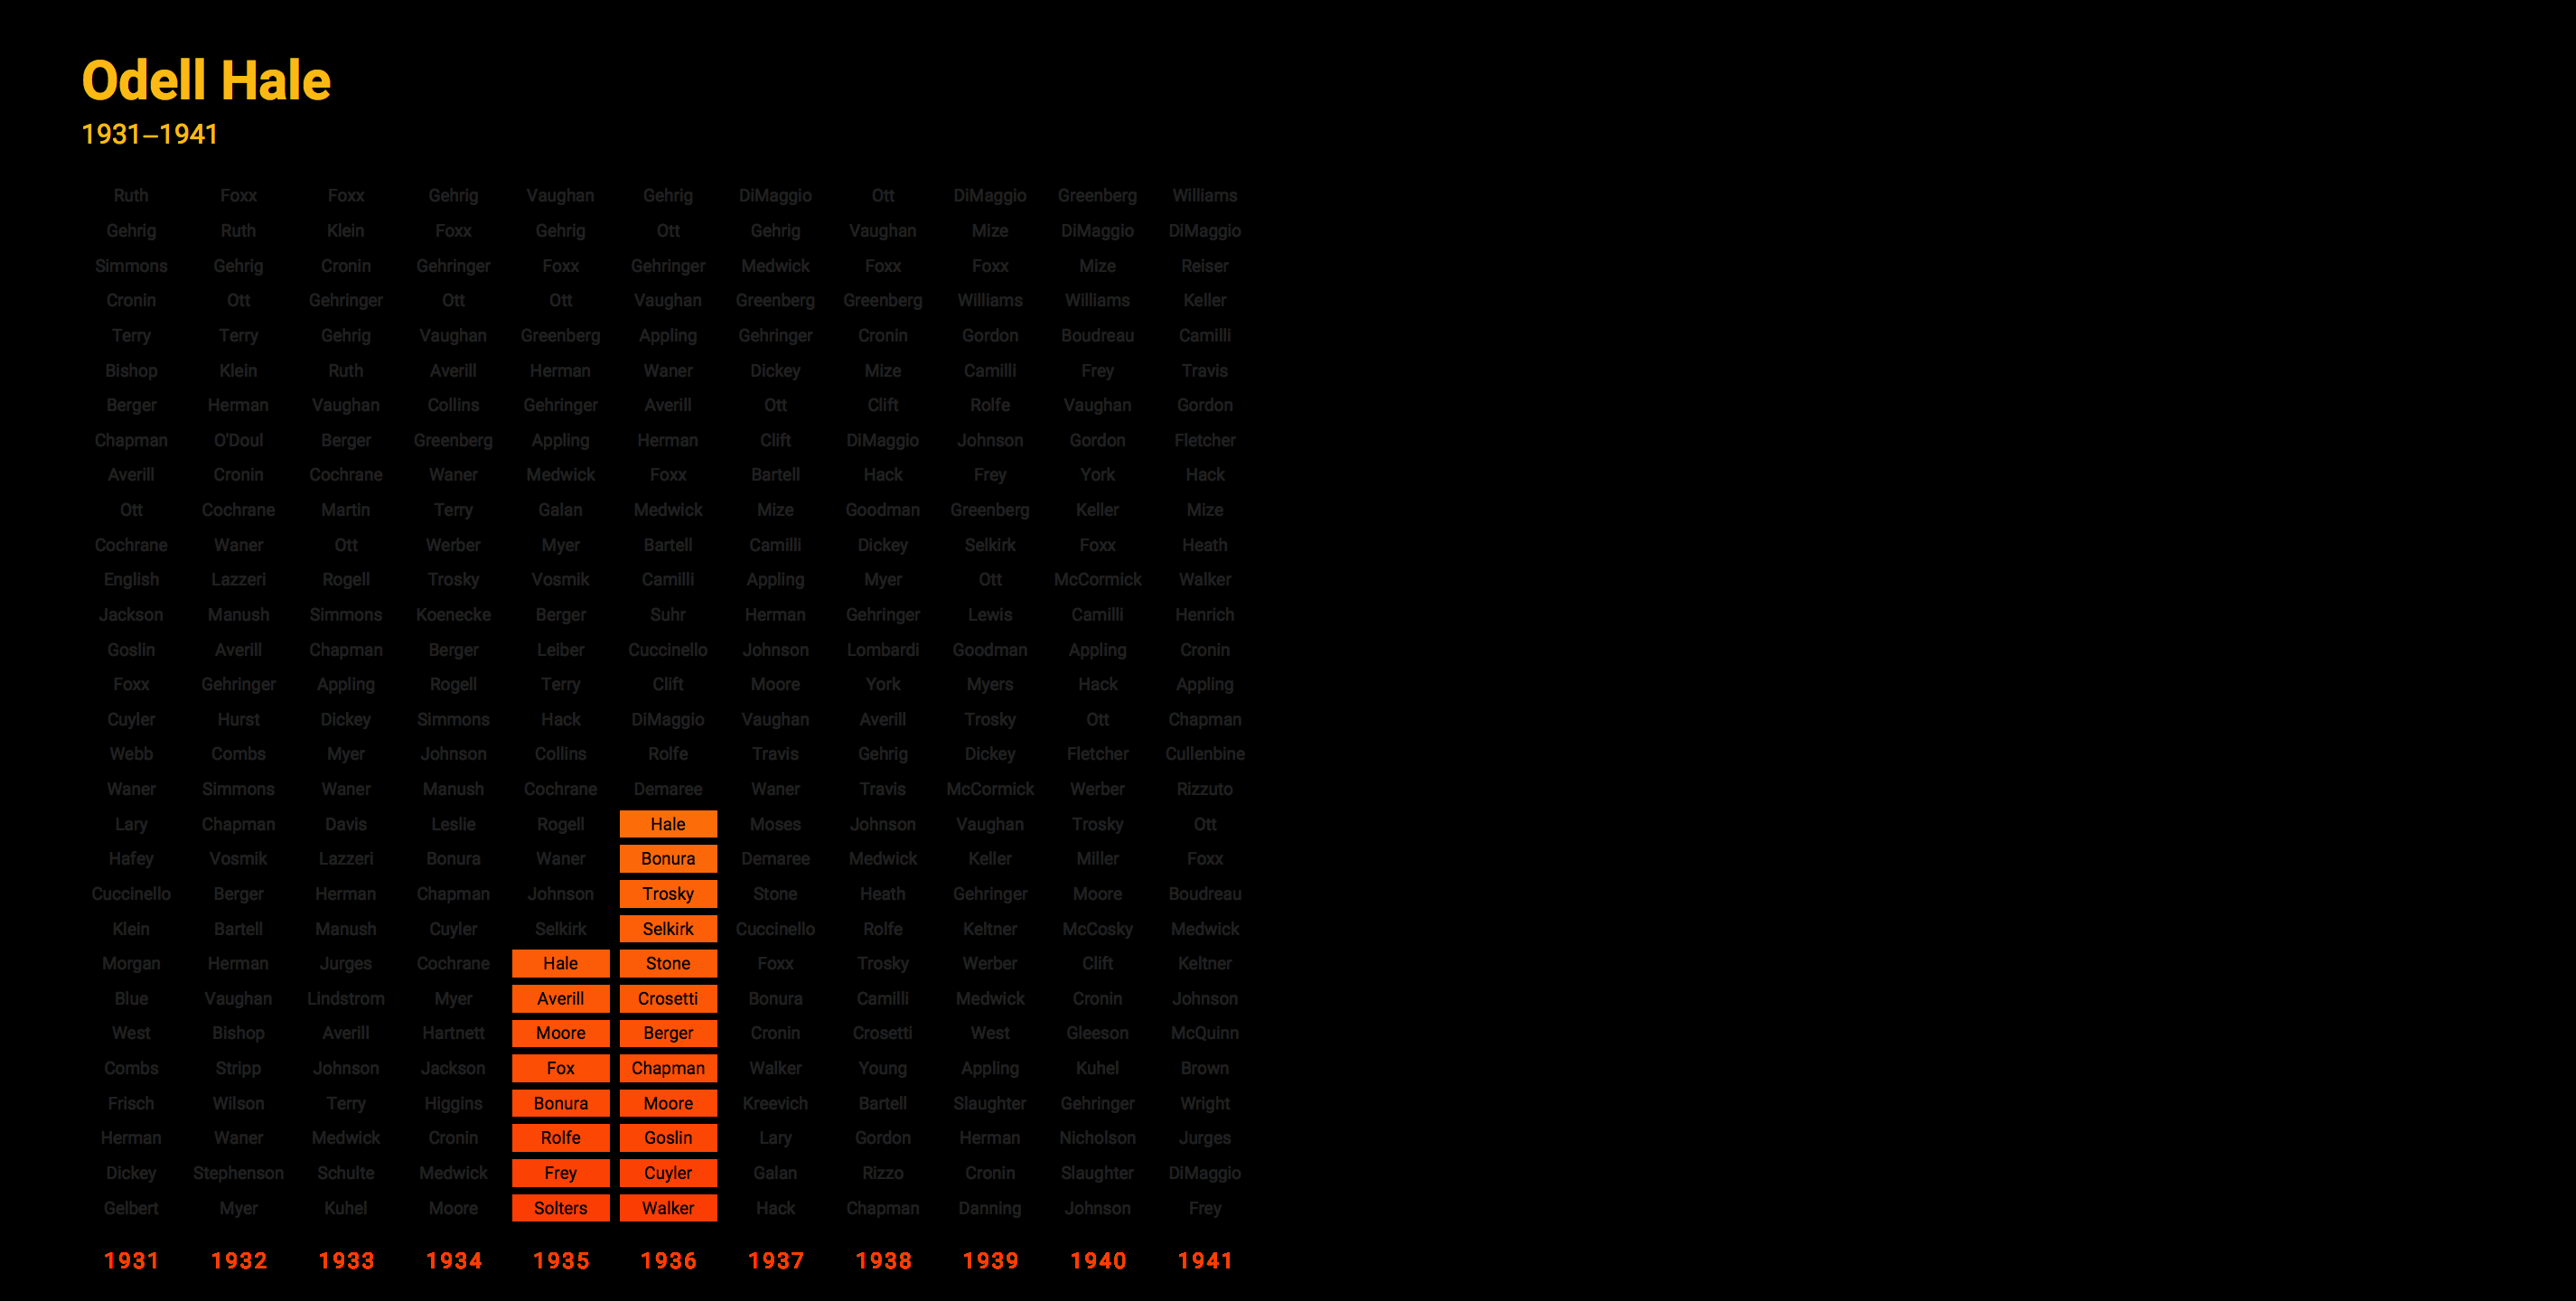 Odell Hale
1931–1941
Ruth Foxx Foxx Gehrig Vaughan Gehrig DiMaggio Ott DiMaggio Greenberg Williams
Gehrig Ruth Klein Foxx Gehrig Ott Gehrig Vaughan Mize DiMaggio DiMaggio
Simmons Gehrig Cronin Gehringer Foxx Gehringer Medwick Foxx Foxx Mize Reiser
Cronin Ott Gehringer Ott Ott Vaughan Greenberg Greenberg Williams Williams Keller
Terry Terry Gehrig Vaughan Greenberg Appling Gehringer Cronin Gordon Boudreau Camilli
Bishop Klein Ruth Averill Herman Waner Dickey Mize Camilli Frey Travis
Berger Herman Vaughan Collins Gehringer Averill Ott Clift Rolfe Vaughan Gordon
Chapman O'Doul Berger Greenberg Appling Herman Clift DiMaggio Johnson Gordon Fletcher
Averill Cronin Cochrane Waner Medwick Foxx Bartell Hack Frey York Hack
Ott Cochrane Martin Terry Galan Medwick Mize Goodman Greenberg Keller Mize
Cochrane Waner Ott Werber Myer Bartell Camilli Dickey Selkirk Foxx Heath
English Lazzeri Rogell Trosky Vosmik Camilli Appling Myer Ott McCormick Walker
Jackson Manush Simmons Koenecke Berger Suhr Herman Gehringer Lewis Camilli Henrich
Goslin Averill Chapman Berger Leiber Cuccinello Johnson Lombardi Goodman Appling Cronin
Foxx Gehringer Appling Rogell Terry Clift Moore York Myers Hack Appling
Cuyler Hurst Dickey Simmons Hack DiMaggio Vaughan Averill Trosky Ott Chapman
Webb Combs Myer Johnson Collins Rolfe Travis Gehrig Dickey Fletcher Cullenbine
Waner Simmons Waner Manush Cochrane Demaree Waner Travis McCormick Werber Rizzuto
Lary Chapman Davis Leslie Rogell Hale Moses Johnson Vaughan Trosky Ott
Hafey Vosmik Lazzeri Bonura Waner Bonura Demaree Medwick Keller Miller Foxx
Cuccinello Berger Herman Chapman Johnson Trosky Stone Heath Gehringer Moore Boudreau
Klein Bartell Manush Cuyler Selkirk Selkirk Cuccinello Rolfe Keltner McCosky Medwick
Morgan Herman Jurges Cochrane Hale Stone Foxx Trosky Werber Clift Keltner
Blue Vaughan Lindstrom Myer Averill Crosetti Bonura Camilli Medwick Cronin Johnson
West Bishop Averill Hartnett Moore Berger Cronin Crosetti West Gleeson McQuinn
Combs Stripp Johnson Jackson Fox Chapman Walker Young Appling Kuhel Brown
Frisch Wilson Terry Higgins Bonura Moore Kreevich Bartell Slaughter Gehringer Wright
Herman Waner Medwick Cronin Rolfe Goslin Lary Gordon Herman Nicholson Jurges
Dickey Stephenson Schulte Medwick Frey Cuyler Galan Rizzo Cronin Slaughter DiMaggio
Gelbert Myer Kuhel Moore Solters Walker Hack Chapman Danning Johnson Frey
1931 1932 1933 1934 1935 1936 1937 1938 1939 1940 1941